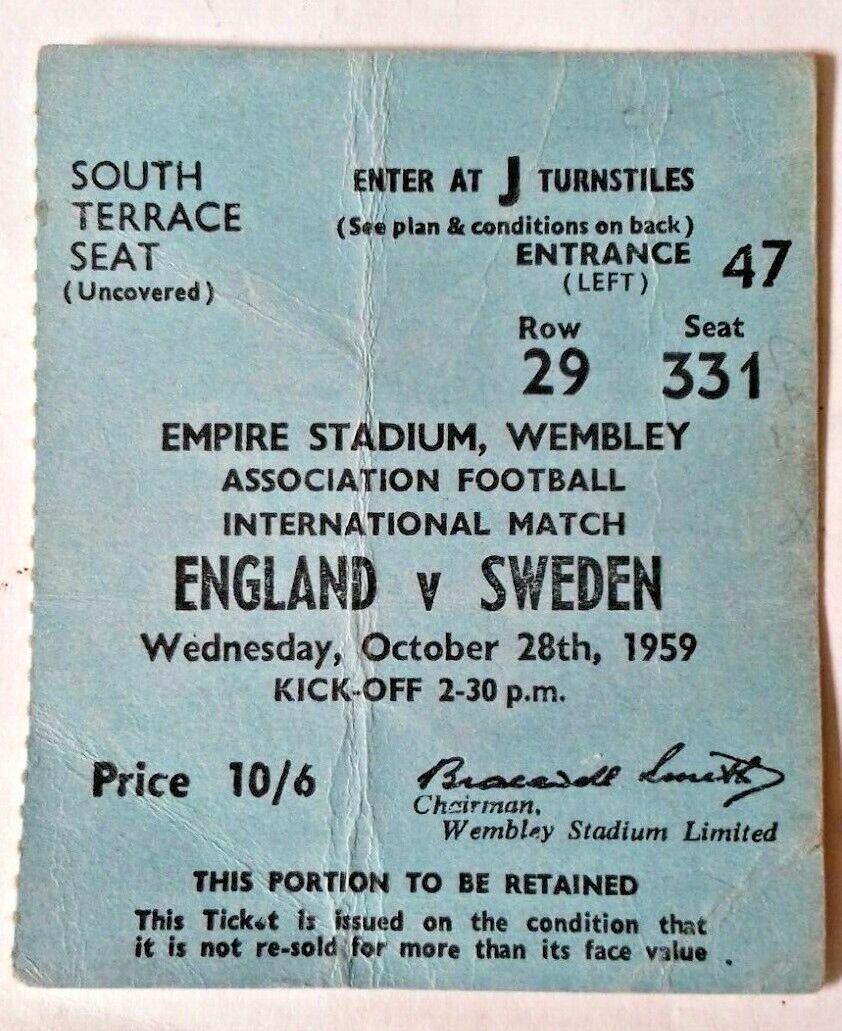 SOUTH
TERRACE
SEAT
(Uncovered)
ENTER AT J TURNSTILES
(See plan & conditions on back)
ENTRANCE 47
(LEFT)
Row Seat
29 331
EMPIRE STADIUM, WEMBLEY
ASSOCIATION FOOTBALL
INTERNATIONAL MATCH
ENGLAND v SWEDEN
Wednesday, October 28th, 1959
KICK-OFF 2-30 p.m.
Price 10/6
Bracewell Smith
Chairman,
Wembley Stadium Limited
THIS PORTION TO BE RETAINED
This Ticket is issued on the condition that
it is not re-sold for more than its face value .